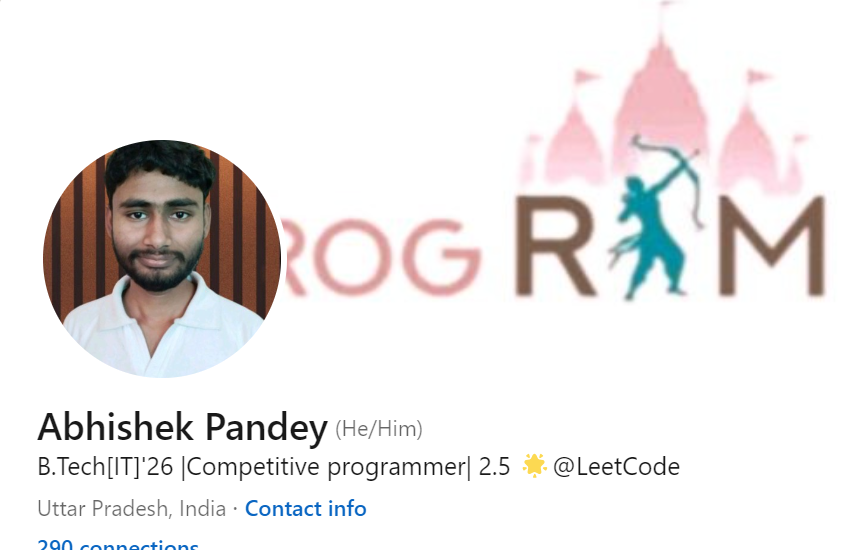 ROG RAM
Abhishek Pandey (He/Him)
B.Tech[IT]'26 |Competitive programmer| 2.5 🌟 @LeetCode
Uttar Pradesh, India · Contact info
290 connections